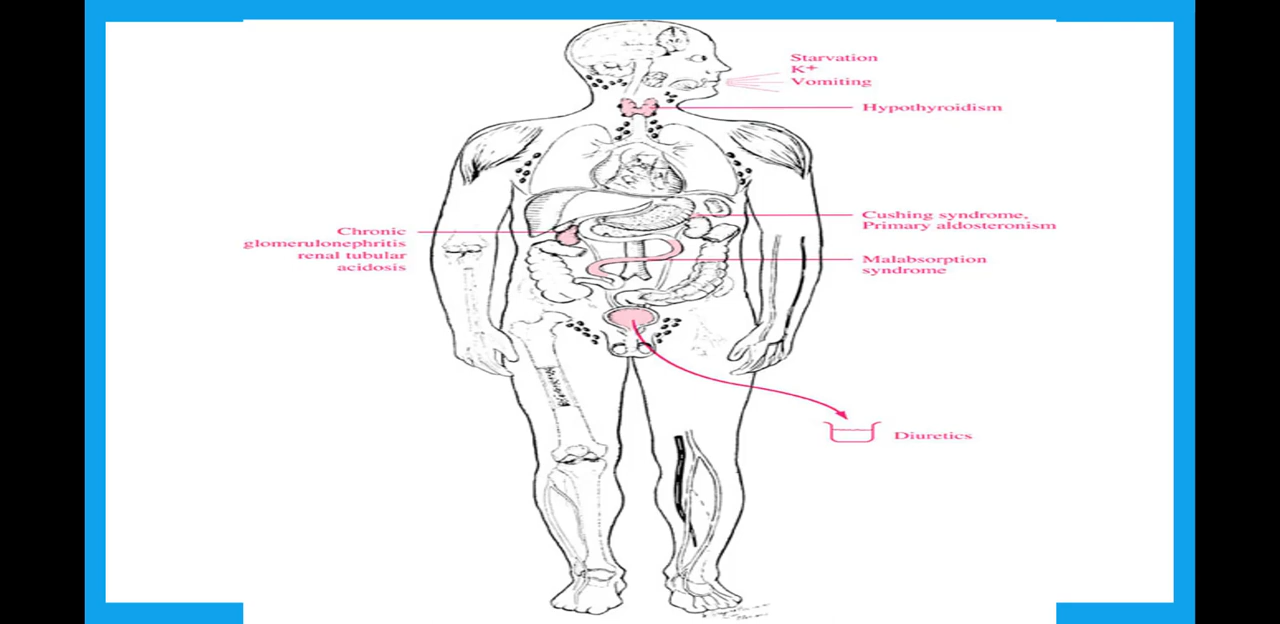 Starvation
K+
Vomiting
Hypothyroidism
Cushing syndrome,
Primary aldosteronism
Chronic
glomerulonephritis
renal tubular
acidosis
Malabsorption
syndrome
Diuretics